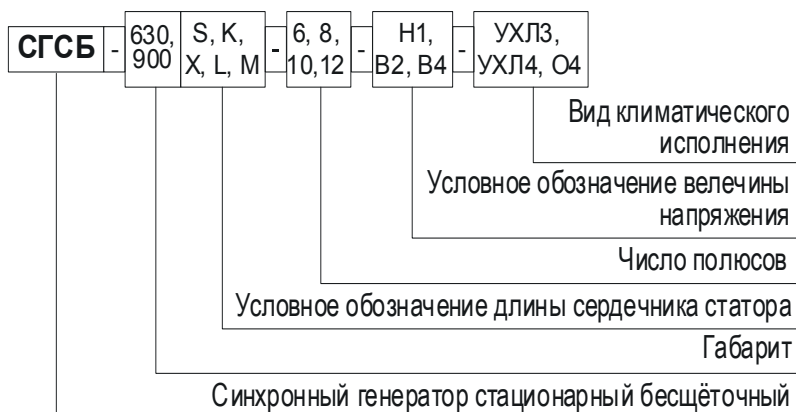 СГСБ - 630, S, K, - 6, 8, - Н1, - УХЛ3,
900 X, L, M 10,12 В2, В4 УХЛ4, О4
Вид климатического
исполнения
Условное обозначение велечины
напряжения
Число полюсов
Условное обозначение длины сердечника статора
Габарит
Синхронный генератор стационарный бесщёточный